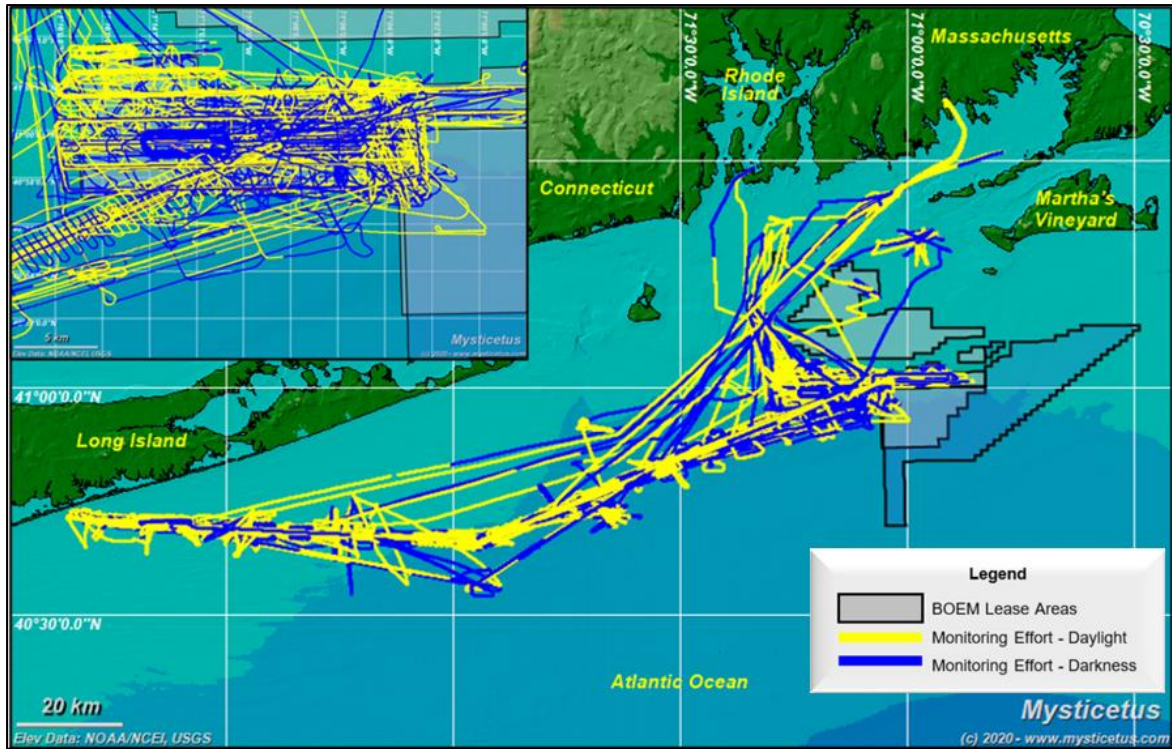 71°30'0.0"W
71°00'0.0"W
70°30'0.0"W
Massachusetts
Rhode
Island
Connecticut
Martha's
Vineyard
5 km
Mysticetus
Elev Data: NOAA/NCEI, USGS
(c) 2020 - www.mysticetus.com
41°00'0.0"N
Long Island
40°30'0.0"N
Atlantic Ocean
Legend
BOEM Lease Areas
Monitoring Effort - Daylight
Monitoring Effort - Darkness
20 km
Mysticetus
Elev Data: NOAA/NCEI, USGS
(c) 2020 - www.mysticetus.com